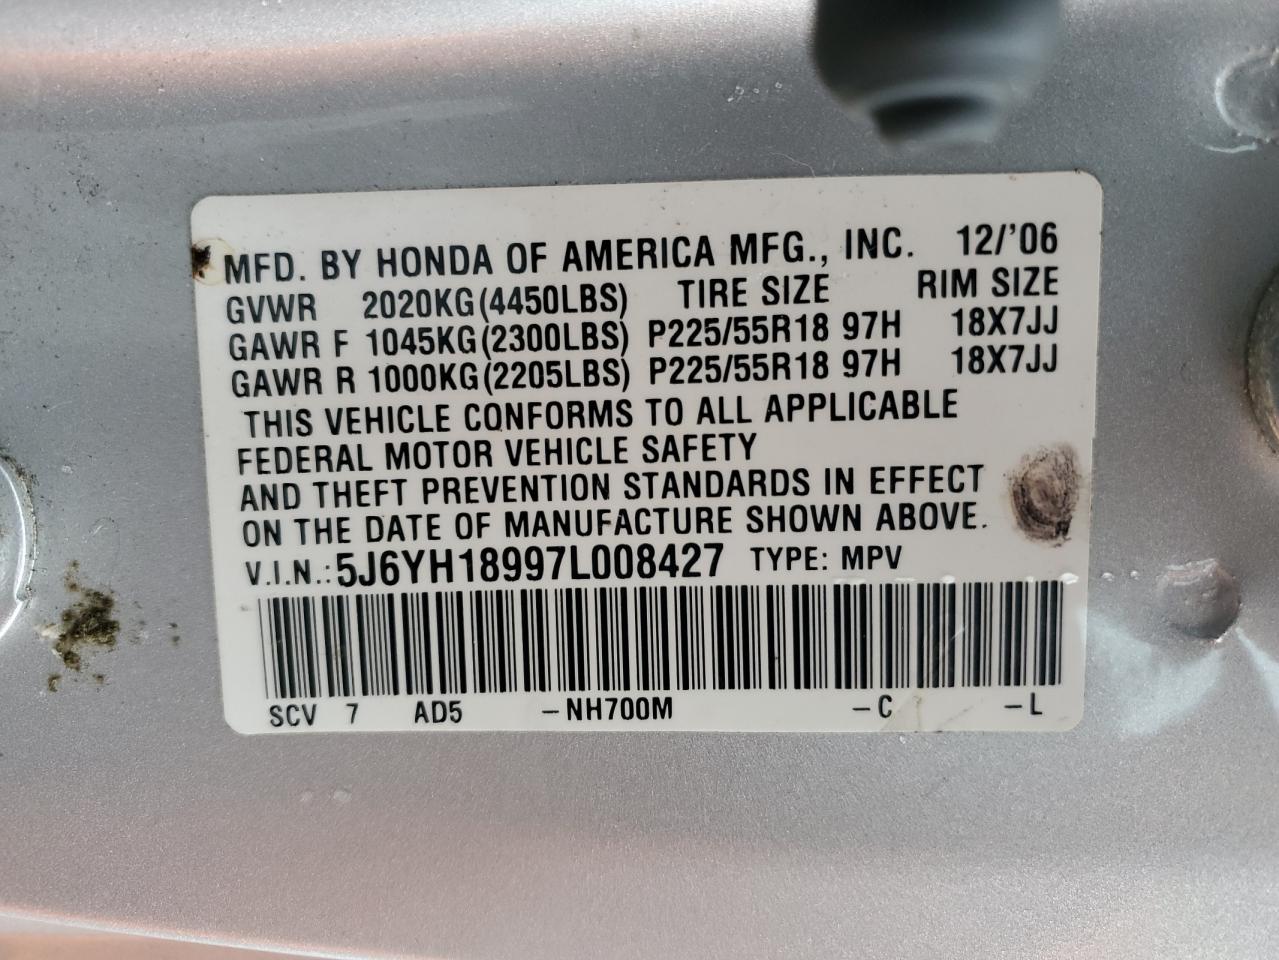 MFD. BY HONDA OF AMERICA MFG., INC. 12/'06
GVWR 2020KG(4450LBS) TIRE SIZE RIM SIZE
GAWR F 1045KG(2300LBS) P225/55R18 97H 18X7JJ
GAWR R 1000KG(2205LBS) P225/55R18 97H 18X7JJ
THIS VEHICLE CONFORMS TO ALL APPLICABLE
FEDERAL MOTOR VEHICLE SAFETY
AND THEFT PREVENTION STANDARDS IN EFFECT
ON THE DATE OF MANUFACTURE SHOWN ABOVE.
V.I.N.: 5J6YH18997L008427 TYPE: MPV
SCV 7 AD5 -NH700M -C -L